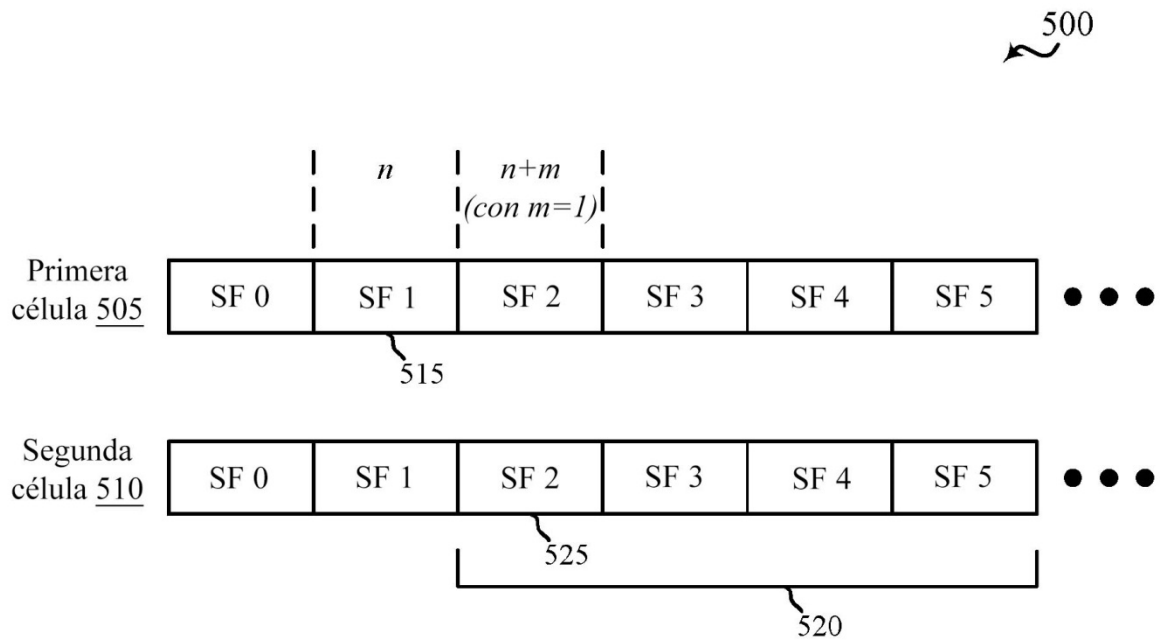 500
n
n+m
(con m=1)
Primera
célula 505
SF 0 SF 1 SF 2 SF 3 SF 4 SF 5
515
Segunda
célula 510
SF 0 SF 1 SF 2 SF 3 SF 4 SF 5
525
520